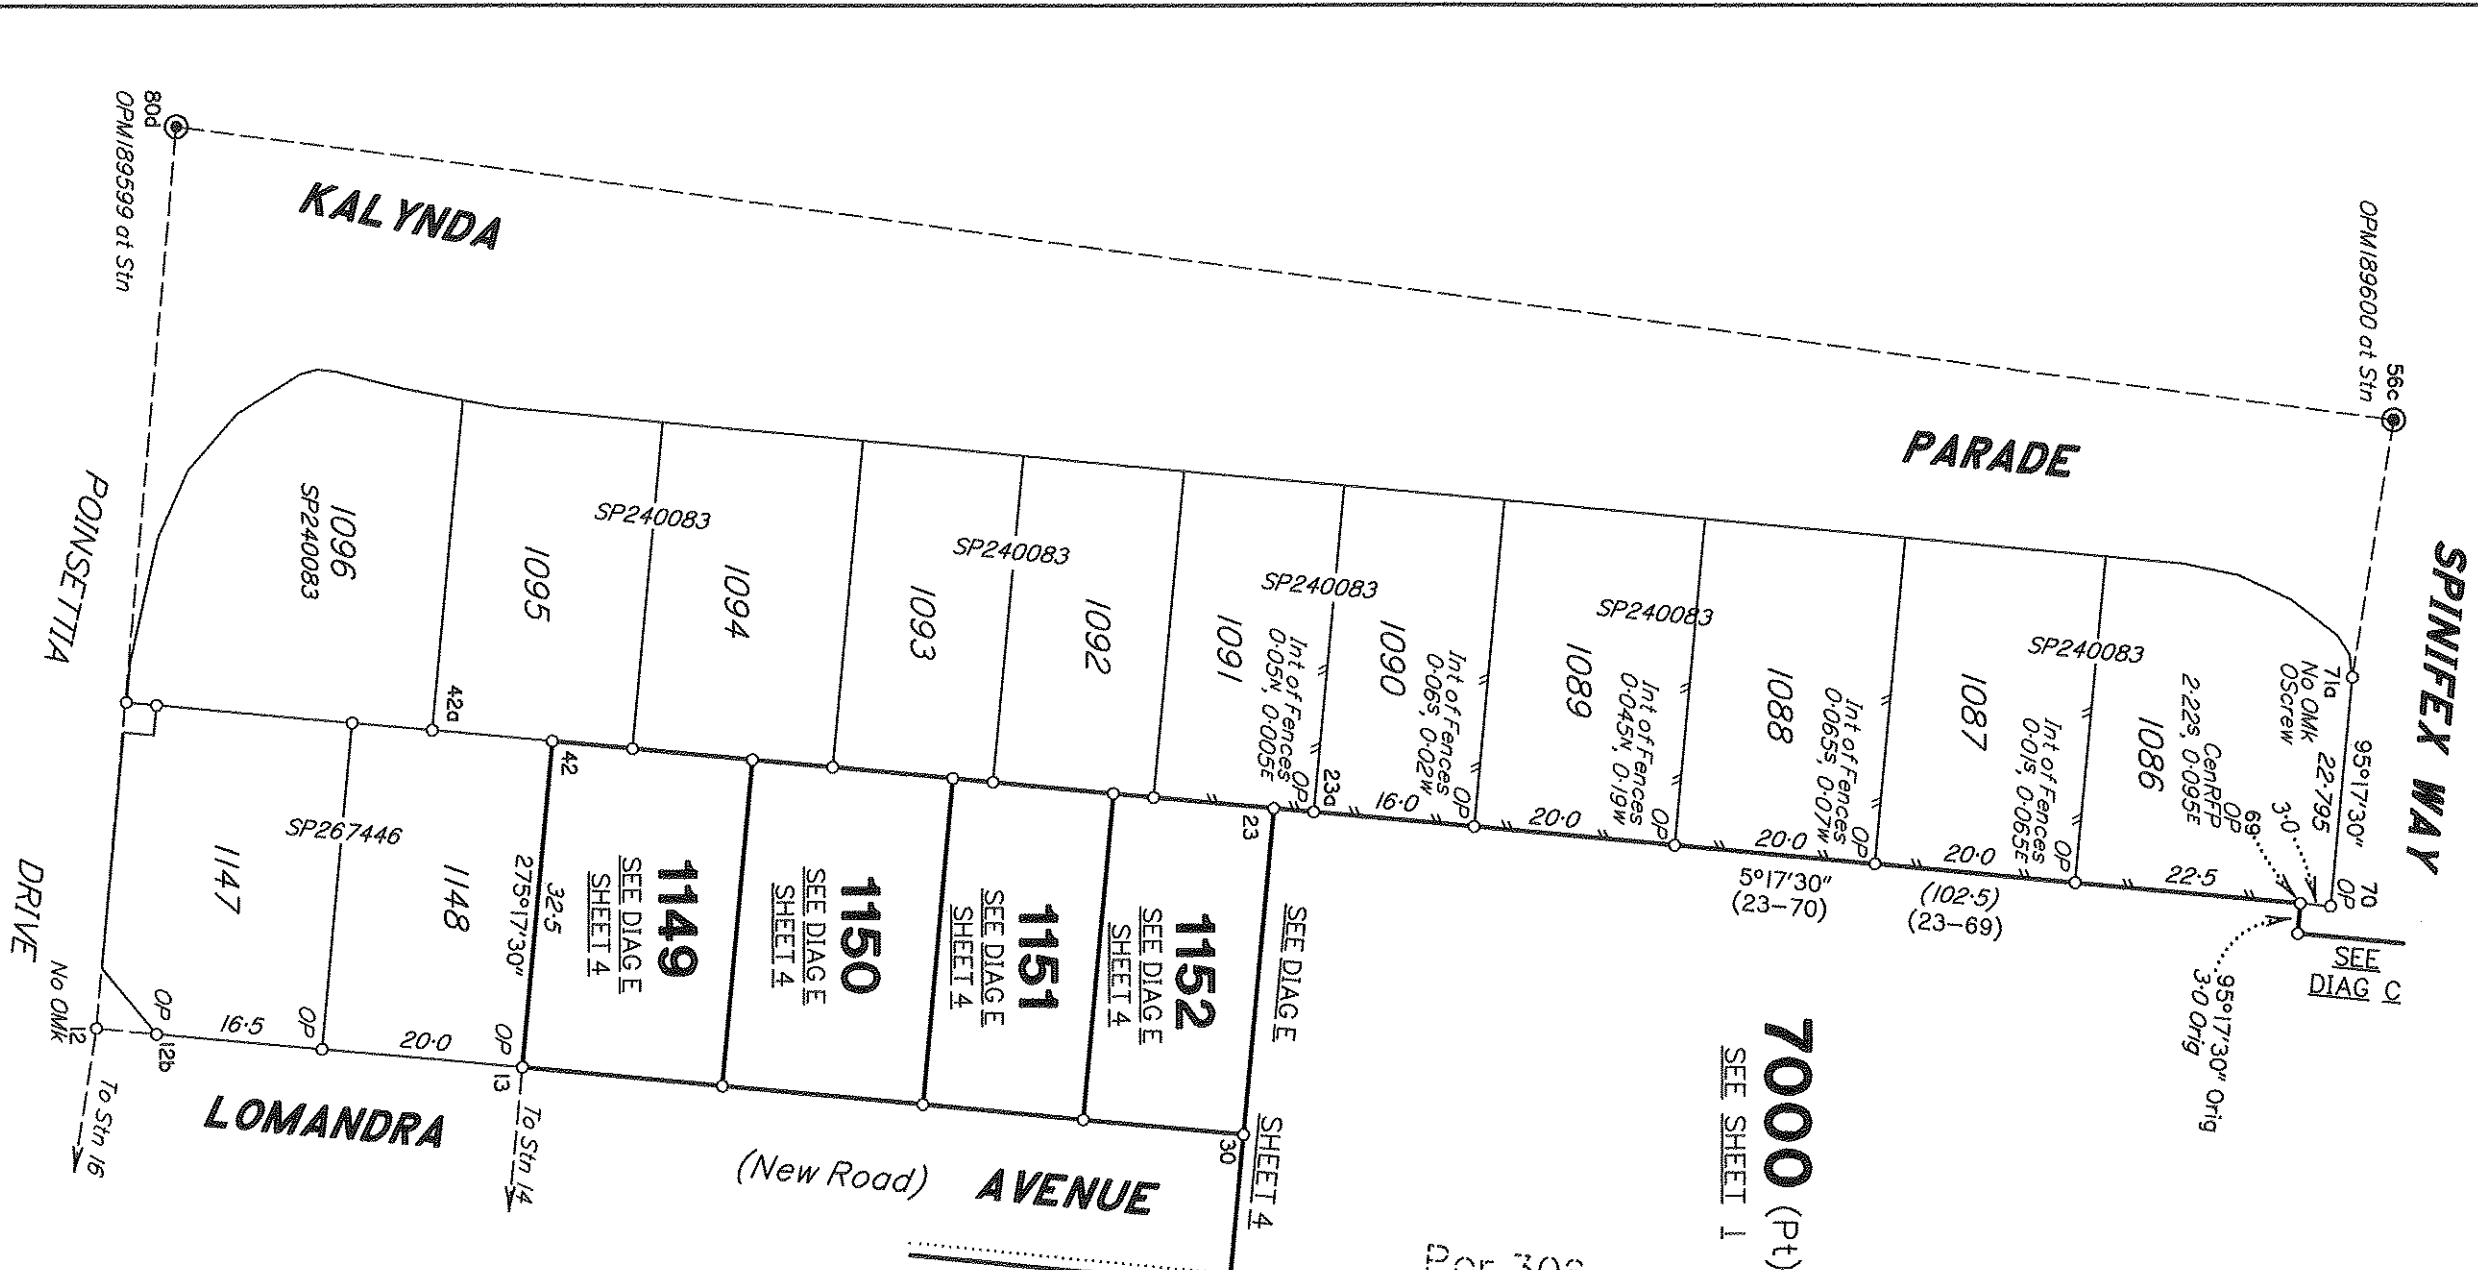 80d
OPM189599 at Stn
KALYNDA
PARADE
OPM189600 at Stn
56c
SPINIFEX WAY
POINSETTIA
DRIVE
1096
SP240083
1095
SP240083
1094
1093
SP240083
1092
1091
SP240083
Int of Fences
0·05N, 0·005E
OP
23a
1090
Int of Fences
0·06S, 0·02W
OP
16·0
1089
SP240083
Int of Fences
0·045N, 0·19W
OP
20·0
1088
Int of Fences
0·065S, 0·07W
OP
20·0
5°17'30"
(23–70)
1087
SP240083
Int of Fences
0·01S, 0·065E
OP
20·0
(102·5)
(23–69)
1086
2·22S, 0·095E
CenRFP
OP
69
22·5
71a
No OMK
OScrew
95°17'30"
22·795
3·0
70
OP
SEE
DIAG C
95°17'30" Orig
3·0 Orig
42a
42
23
1147
SP267446
1148
275°17'30"
32·5
1149
SEE DIAG E
SHEET 4
1150
SEE DIAG E
SHEET 4
1151
SEE DIAG E
SHEET 4
1152
SEE DIAG E
SHEET 4
SEE DIAG E
SHEET 4
30
7000 (Pt)
SEE SHEET 1
No OMK
12
OP
12b
16·5
OP
20·0
OP
13
To Stn 16
To Stn 14
LOMANDRA
(New Road)
AVENUE
Por